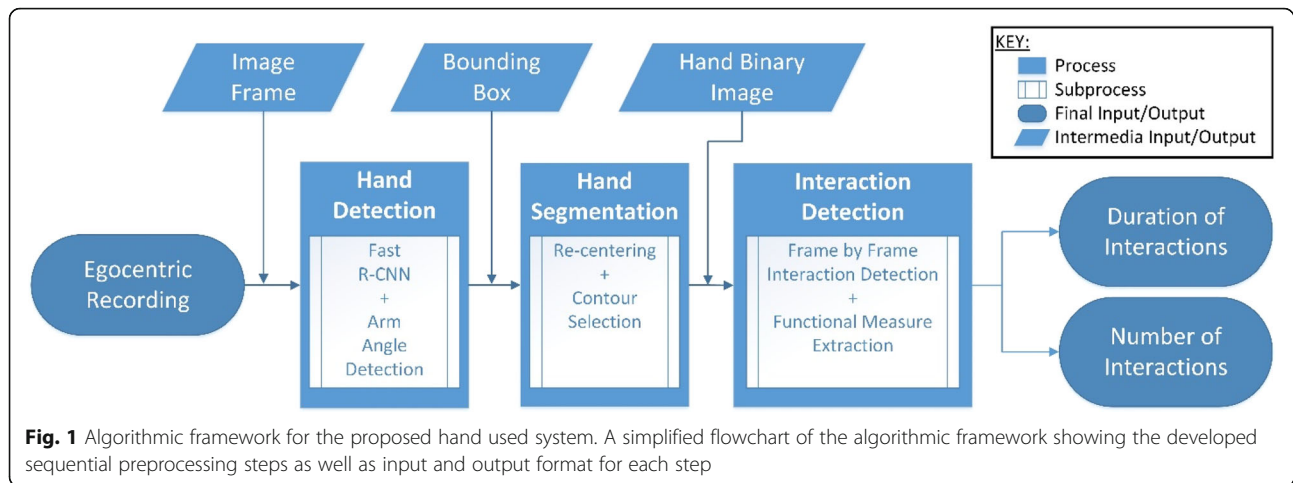 Image
Frame
Bounding
Box
Hand Binary
Image
KEY:
Process
Subprocess
Final Input/Output
Intermedia Input/Output
Egocentric
Recording
Hand
Detection
Fast
R-CNN
+
Arm
Angle
Detection
Hand
Segmentation
Re-centering
+
Contour
Selection
Interaction
Detection
Frame by Frame
Interaction Detection
+
Functional Measure
Extraction
Duration of
Interactions
Number of
Interactions
Fig. 1 Algorithmic framework for the proposed hand used system. A simplified flowchart of the algorithmic framework showing the developed
sequential preprocessing steps as well as input and output format for each step